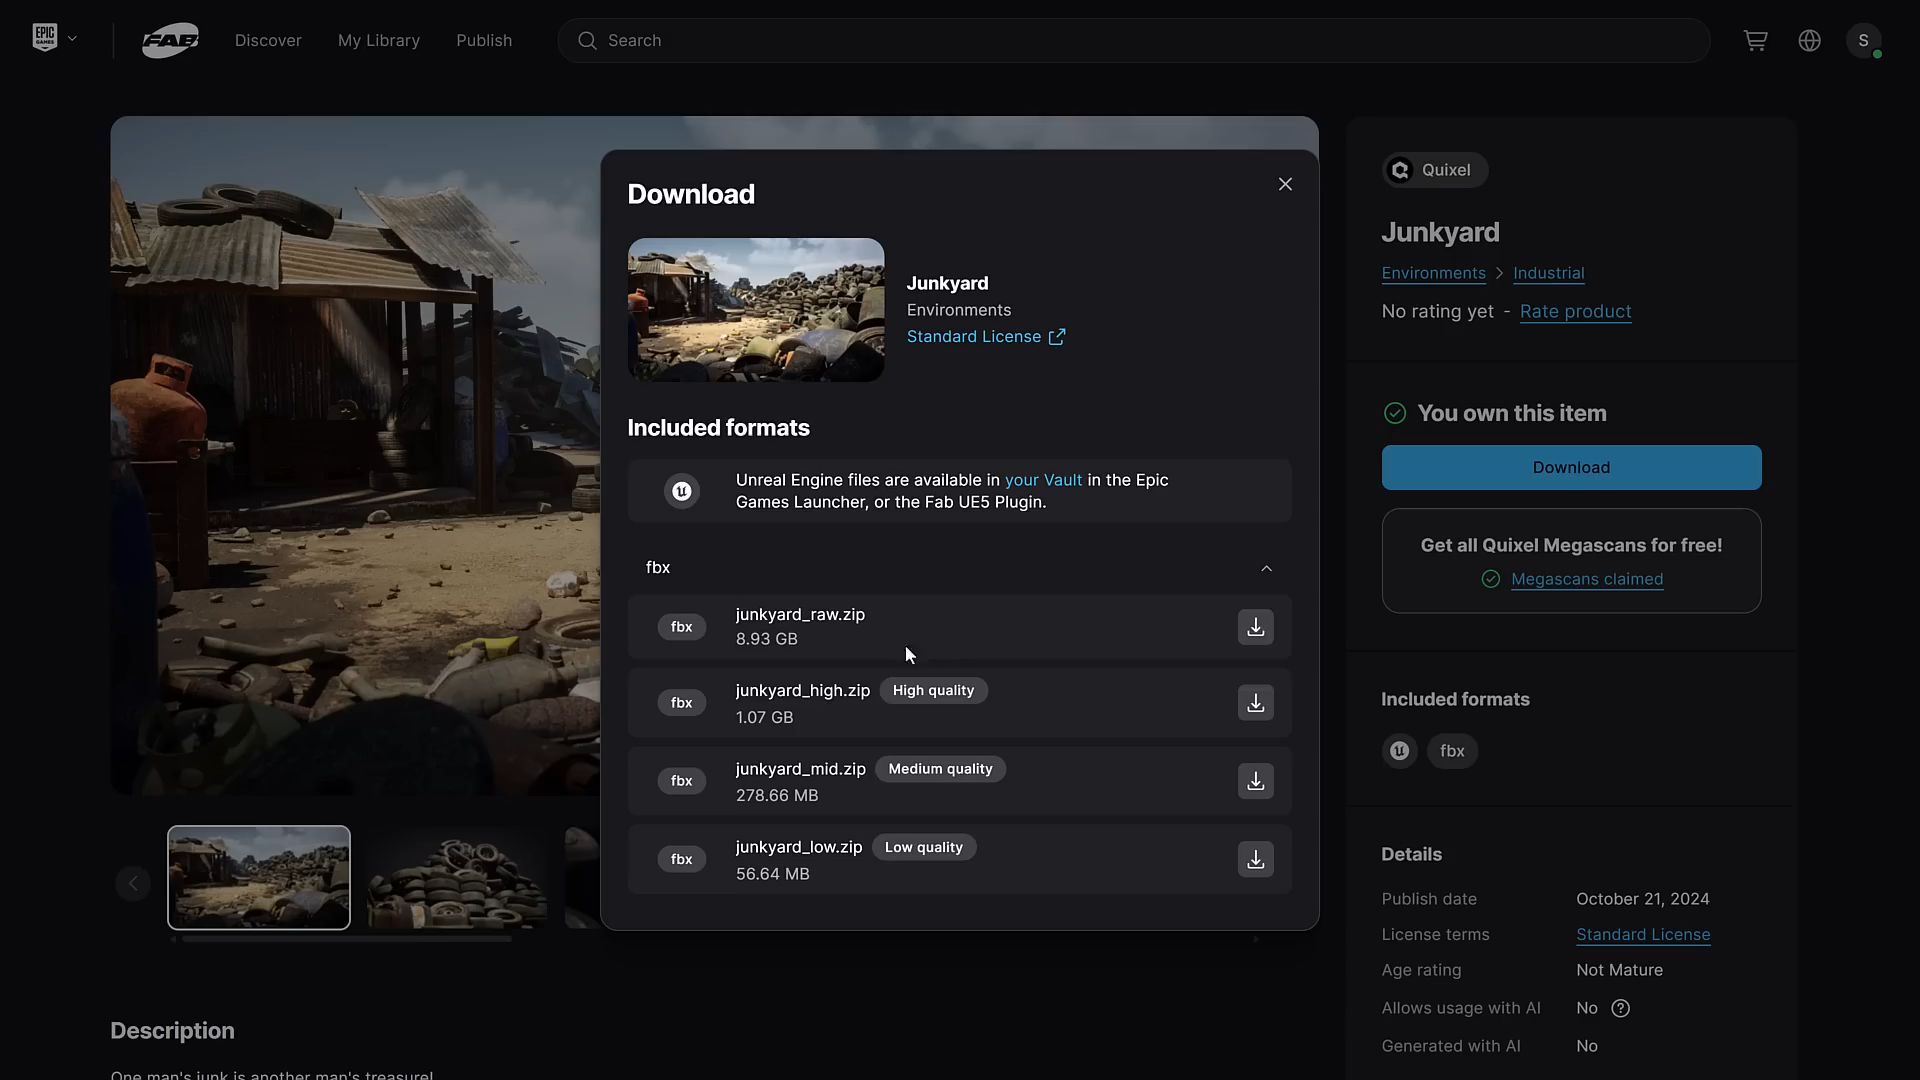 EPIC GAMES
FAB
Discover
My Library
Publish
Search
S
Download
Junkyard
Environments
Standard License
Included formats
Unreal Engine files are available in your Vault in the Epic
Games Launcher, or the Fab UE5 Plugin.
fbx
fbx
junkyard_raw.zip
8.93 GB
fbx
junkyard_high.zip
High quality
1.07 GB
fbx
junkyard_mid.zip
Medium quality
278.66 MB
fbx
junkyard_low.zip
Low quality
56.64 MB
Quixel
Junkyard
Environments > Industrial
No rating yet - Rate product
You own this item
Download
Get all Quixel Megascans for free!
Megascans claimed
Included formats
fbx
Details
Publish date October 21, 2024
License terms Standard License
Age rating Not Mature
Allows usage with AI No ?
Generated with AI No
Description
One man's junk is another man's treasure!